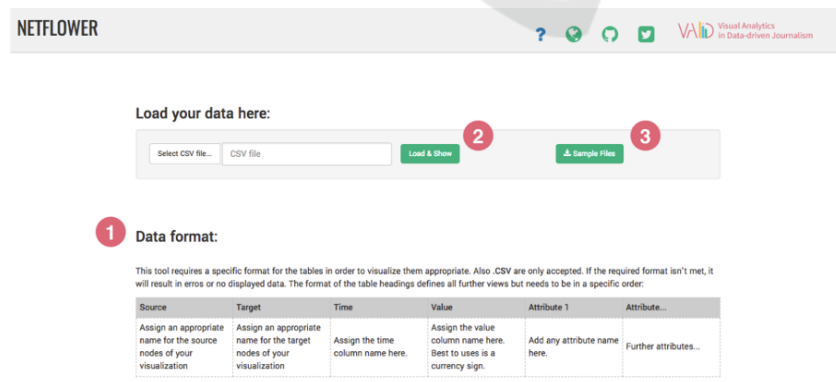 NETFLOWER
?
VALiD Visual Analytics
in Data-driven Journalism
Load your data here:
2
3
Select CSV file...
CSV file
Load & Show
Sample Files
1
Data format:
This tool requires a specific format for the tables in order to visualize them appropriate. Also .CSV are only accepted. If the required format isn't met, it
will result in erros or no displayed data. The format of the table headings defines all further views but needs to be in a specific order:
Source Target Time Value Attribute 1 Attribute...
Assign an appropriate
name for the source
nodes of your
visualization
Assign an appropriate
name for the target
nodes of your
visualization
Assign the time
column name here.
Assign the value
column name here.
Best to uses is a
currency sign.
Add any attribute name
here.
Further attributes...